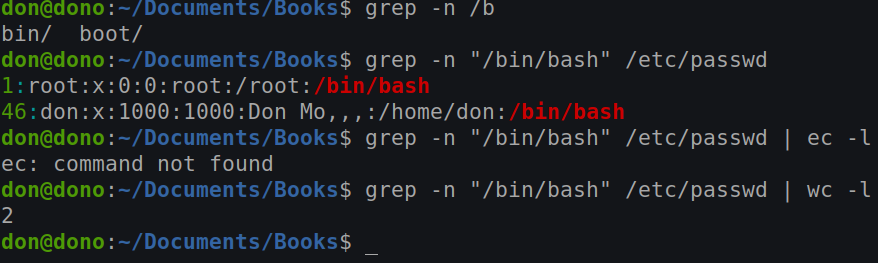 don@dono:~/Documents/Books$ grep -n /b
bin/  boot/
don@dono:~/Documents/Books$ grep -n "/bin/bash" /etc/passwd
1:root:x:0:0:root:/root:/bin/bash
46:don:x:1000:1000:Don Mo,,,:/home/don:/bin/bash
don@dono:~/Documents/Books$ grep -n "/bin/bash" /etc/passwd | ec -l
ec: command not found
don@dono:~/Documents/Books$ grep -n "/bin/bash" /etc/passwd | wc -l
2
don@dono:~/Documents/Books$ _